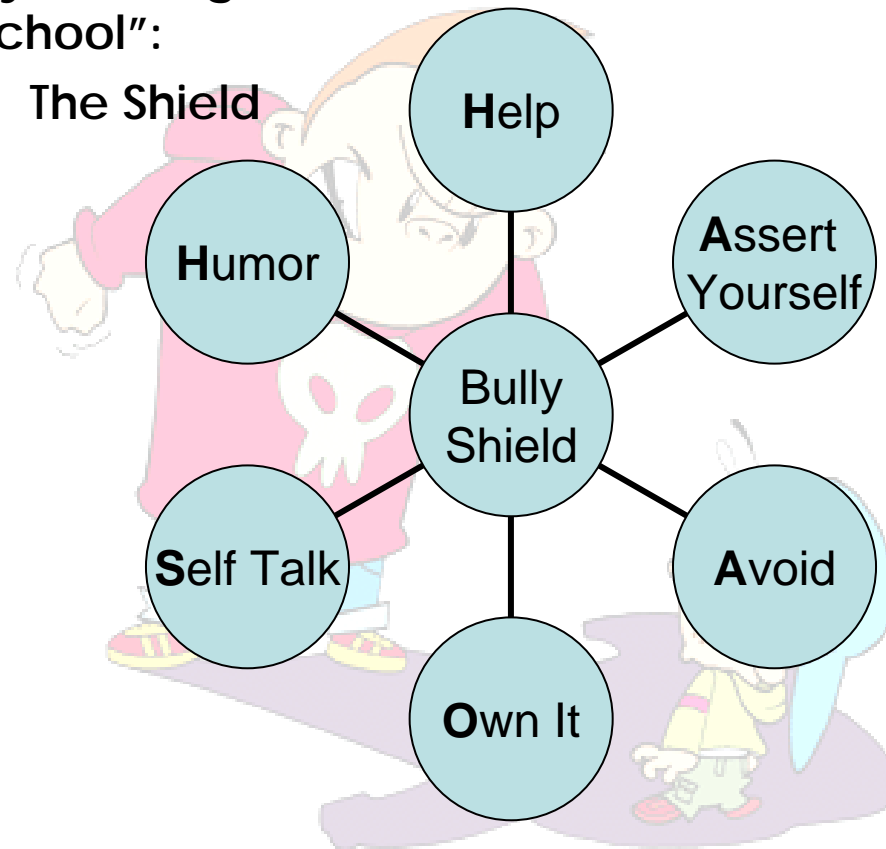 chool":
The Shield
Help
Humor
Assert
Yourself
Bully
Shield
Self Talk
Avoid
Own It